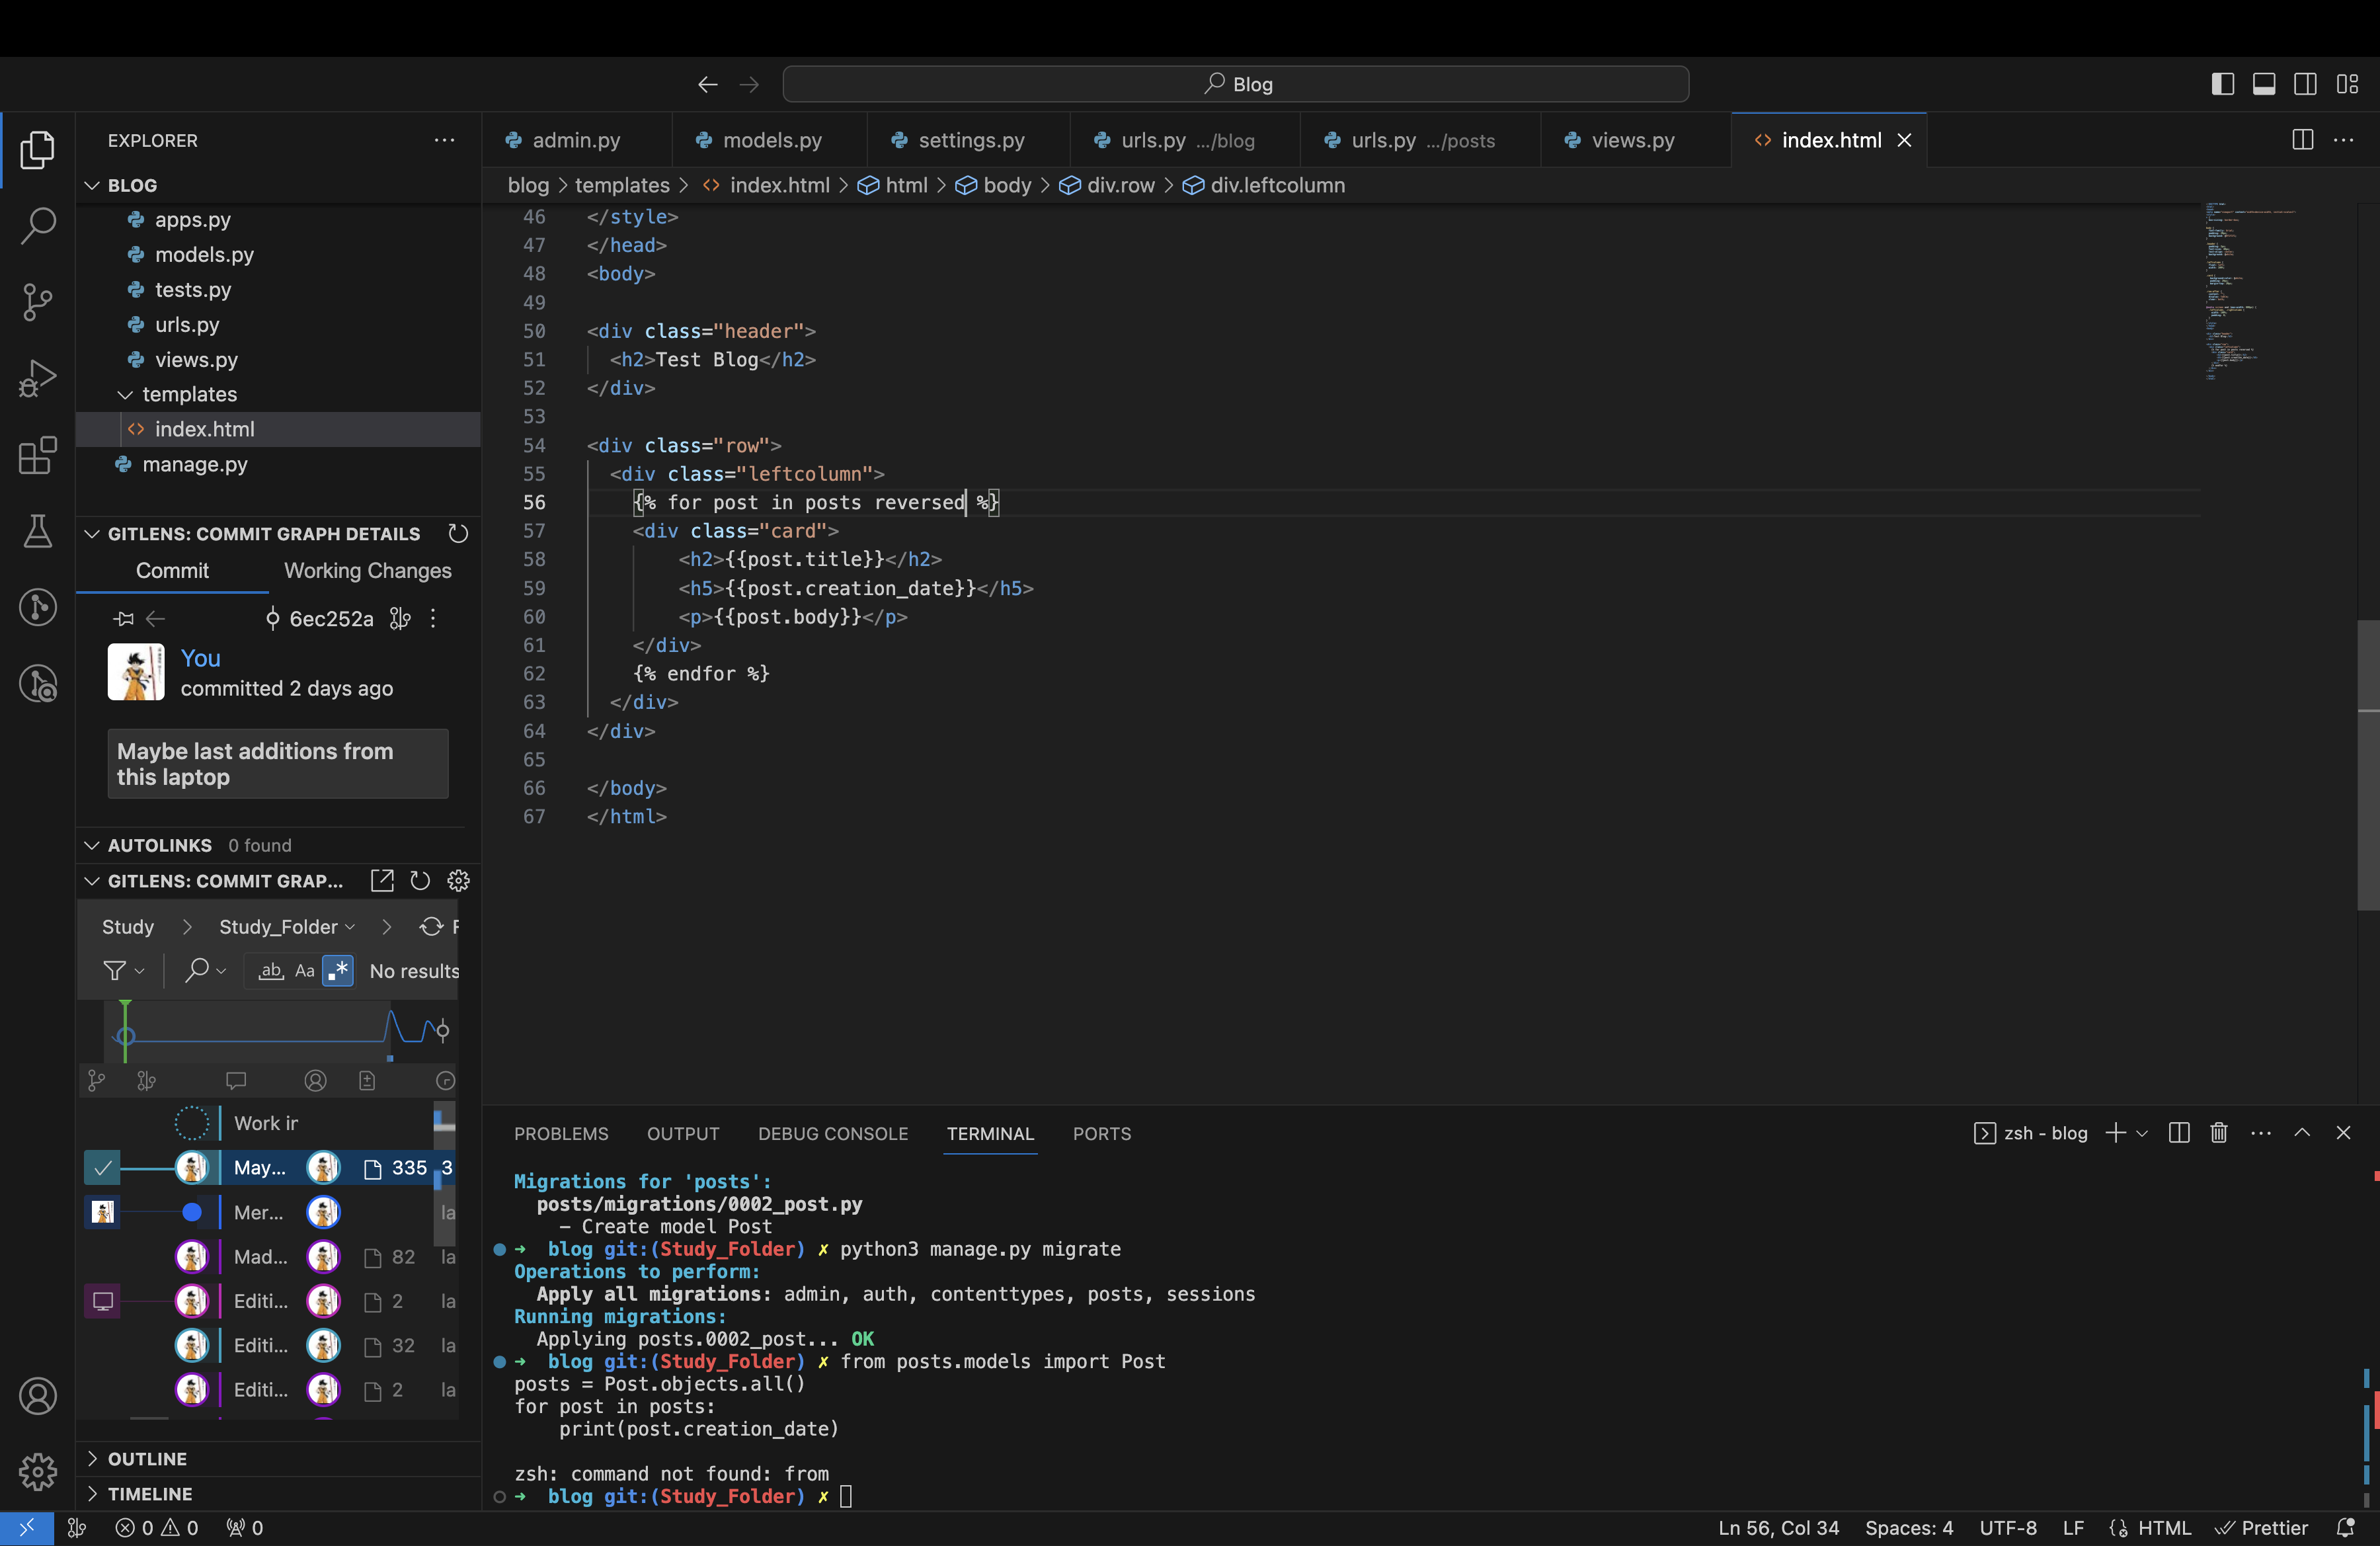 Blog
EXPLORER
BLOG
apps.py
models.py
tests.py
urls.py
views.py
templates
index.html
manage.py
GITLENS: COMMIT GRAPH DETAILS
Commit Working Changes
6ec252a
You
committed 2 days ago
Maybe last additions from
this laptop
AUTOLINKS 0 found
GITLENS: COMMIT GRAP...
Study Study_Folder
ab Aa .* No results
Work ir
May... 335 3
Mer... la
Mad... 82 la
Editi... 2 la
Editi... 32 la
Editi... 2 la
OUTLINE
TIMELINE
admin.py models.py settings.py urls.py .../blog urls.py .../posts views.py index.html
blog > templates > index.html > html > body > div.row > div.leftcolumn
46 </style>
47 </head>
48 <body>
49
50 <div class="header">
51 <h2>Test Blog</h2>
52 </div>
53
54 <div class="row">
55 <div class="leftcolumn">
56 {% for post in posts reversed %}
57 <div class="card">
58 <h2>{{post.title}}</h2>
59 <h5>{{post.creation_date}}</h5>
60 <p>{{post.body}}</p>
61 </div>
62 {% endfor %}
63 </div>
64 </div>
65
66 </body>
67 </html>
PROBLEMS OUTPUT DEBUG CONSOLE TERMINAL PORTS
zsh - blog
Migrations for 'posts':
posts/migrations/0002_post.py
– Create model Post
➜ blog git:(Study_Folder) ✗ python3 manage.py migrate
Operations to perform:
Apply all migrations: admin, auth, contenttypes, posts, sessions
Running migrations:
Applying posts.0002_post... OK
➜ blog git:(Study_Folder) ✗ from posts.models import Post
posts = Post.objects.all()
for post in posts:
print(post.creation_date)
zsh: command not found: from
➜ blog git:(Study_Folder) ✗
0 0 0
Ln 56, Col 34 Spaces: 4 UTF-8 LF HTML Prettier